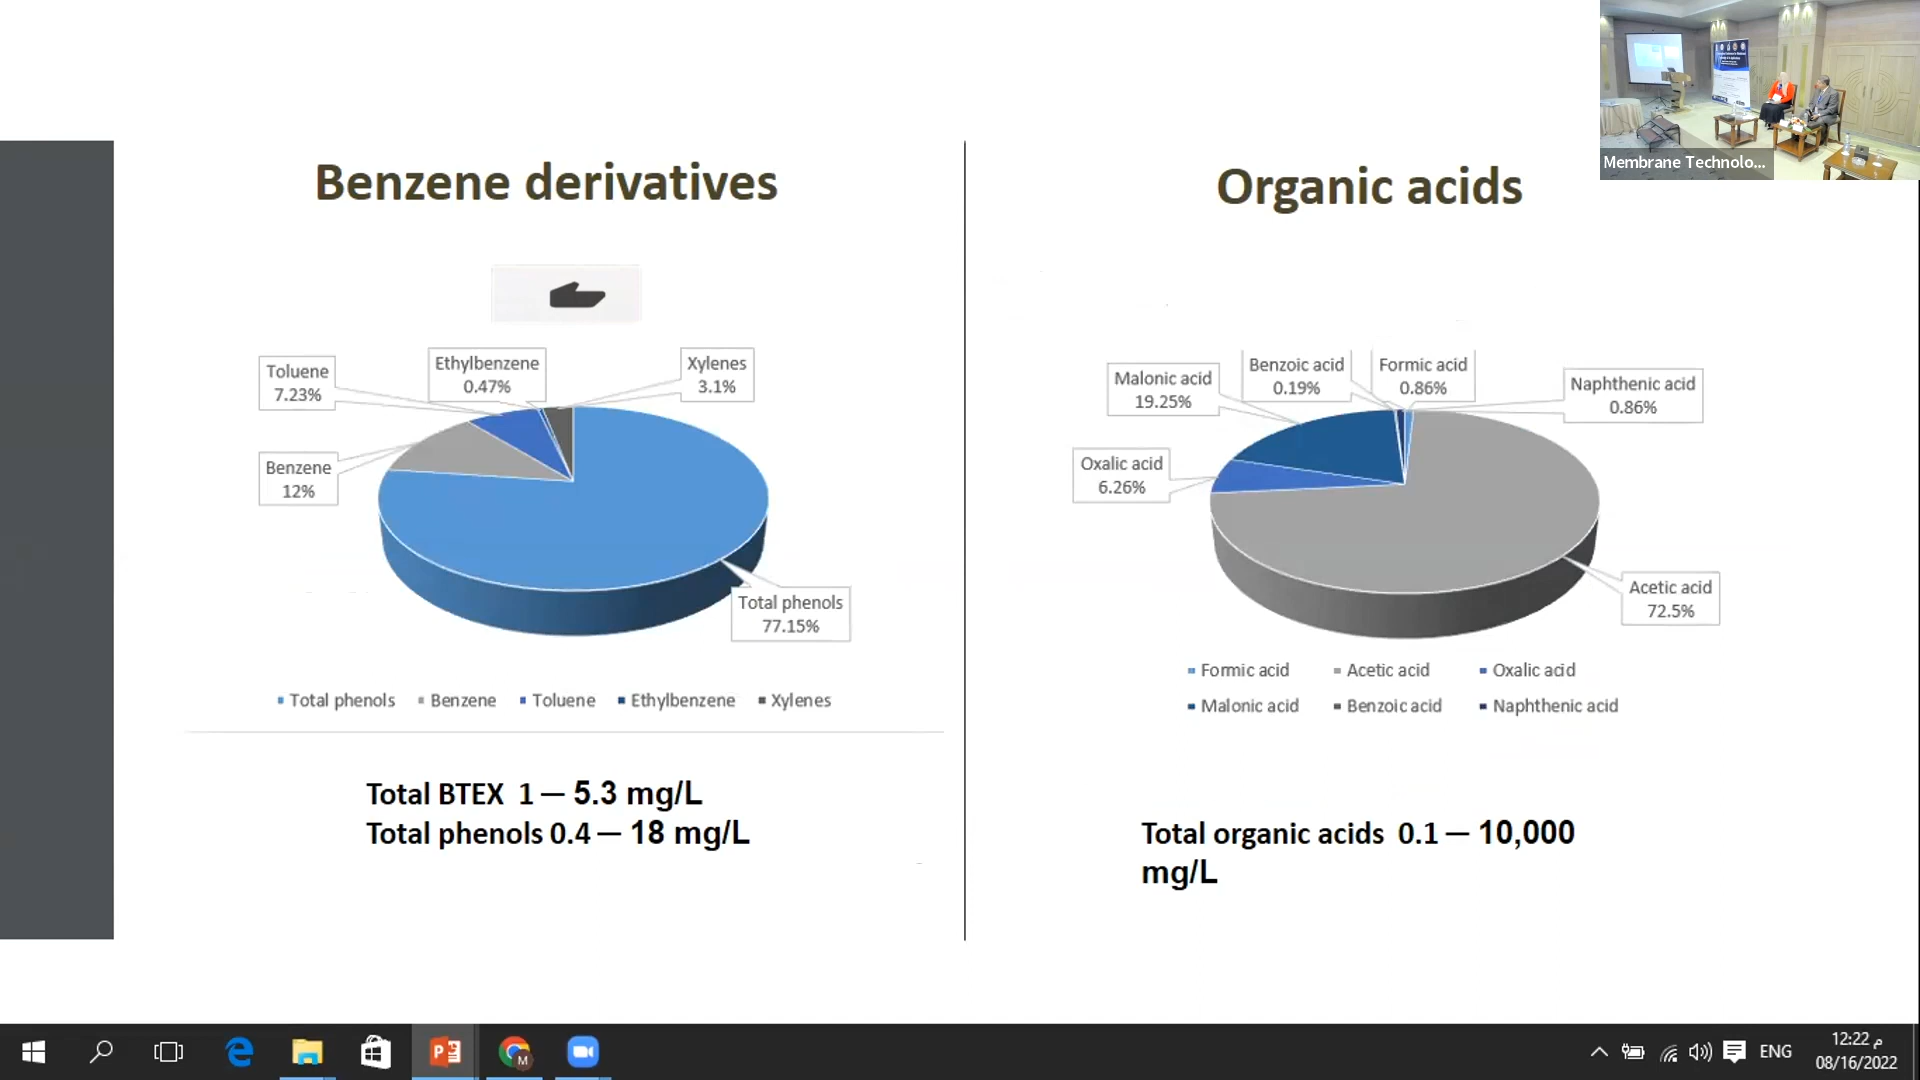 Benzene derivatives
Toluene
7.23%
Ethylbenzene
0.47%
Xylenes
3.1%
Benzene
12%
Total phenols
77.15%
Total phenols Benzene Toluene Ethylbenzene Xylenes
Total BTEX 1 — 5.3 mg/L
Total phenols 0.4 — 18 mg/L
Organic acids
Malonic acid
19.25%
Benzoic acid
0.19%
Formic acid
0.86%
Naphthenic acid
0.86%
Oxalic acid
6.26%
Acetic acid
72.5%
Formic acid Acetic acid Oxalic acid
Malonic acid Benzoic acid Naphthenic acid
Total organic acids 0.1 — 10,000
mg/L
Membrane Technolo...
ENG
12:22 م
08/16/2022